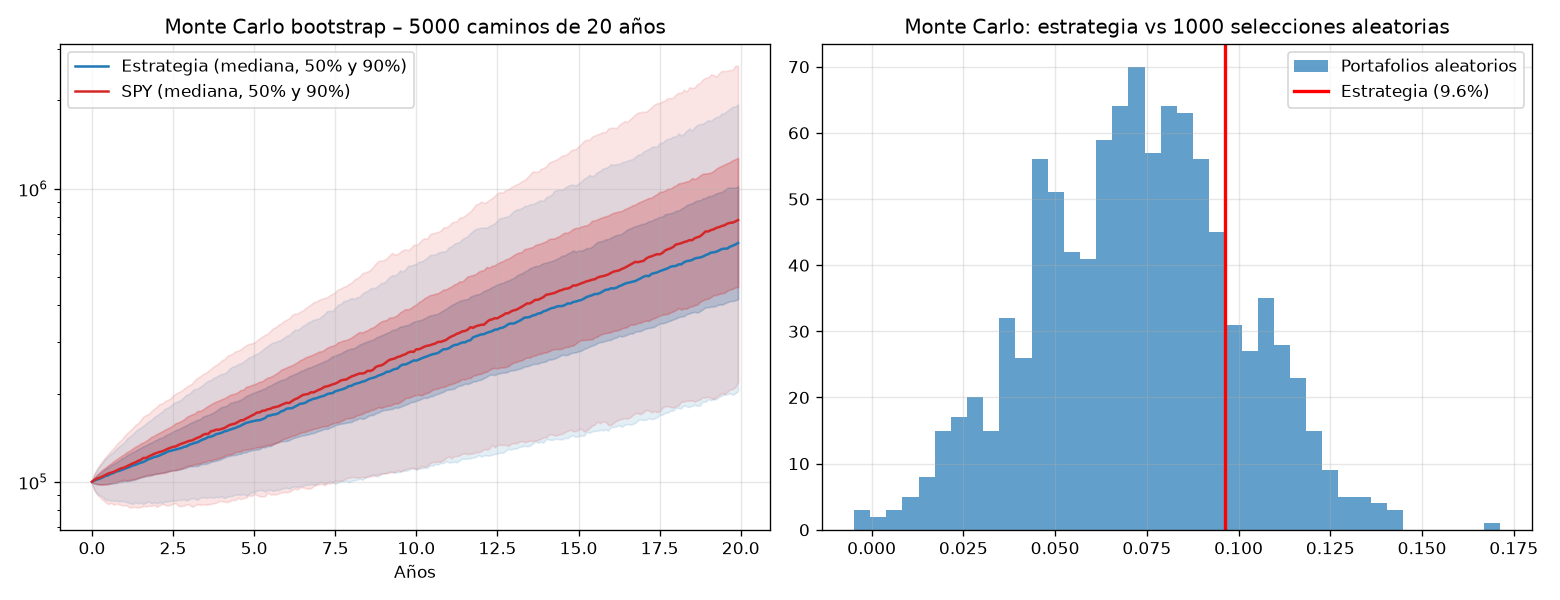 Monte Carlo bootstrap – 5000 caminos de 20 años
Estrategia (mediana, 50% y 90%)
SPY (mediana, 50% y 90%)
10^6
10^5
0.0 2.5 5.0 7.5 10.0 12.5 15.0 17.5 20.0
Años
Monte Carlo: estrategia vs 1000 selecciones aleatorias
Portafolios aleatorios
Estrategia (9.6%)
70
60
50
40
30
20
10
0
0.000 0.025 0.050 0.075 0.100 0.125 0.150 0.175